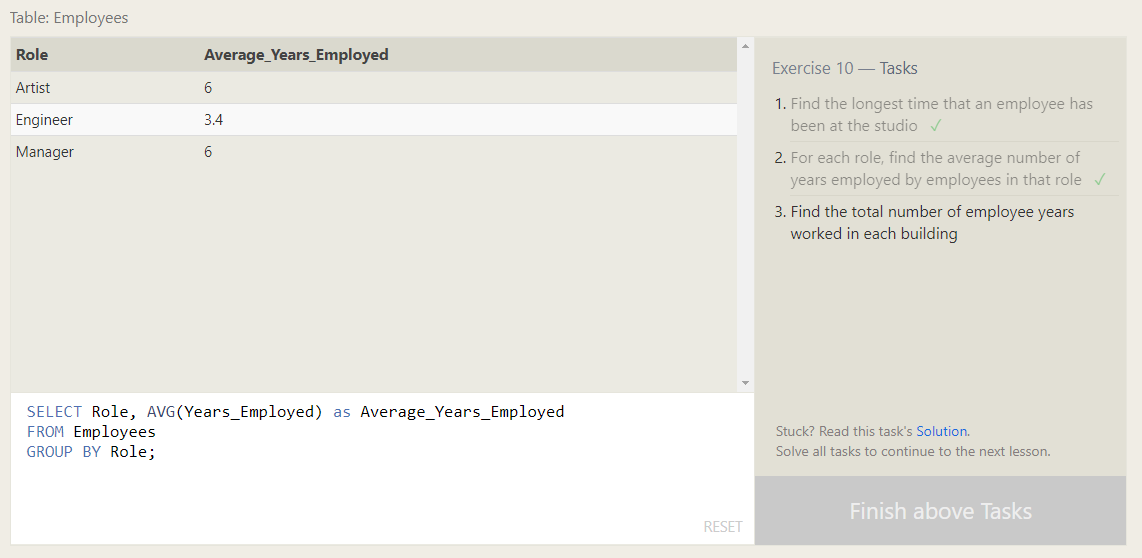 Table: Employees
Role Average_Years_Employed
Artist 6
Engineer 3.4
Manager 6
SELECT Role, AVG(Years_Employed) as Average_Years_Employed
FROM Employees
GROUP BY Role;
RESET
Exercise 10 — Tasks
1. Find the longest time that an employee has
been at the studio ✓
2. For each role, find the average number of
years employed by employees in that role ✓
3. Find the total number of employee years
worked in each building
Stuck? Read this task's Solution.
Solve all tasks to continue to the next lesson.
Finish above Tasks